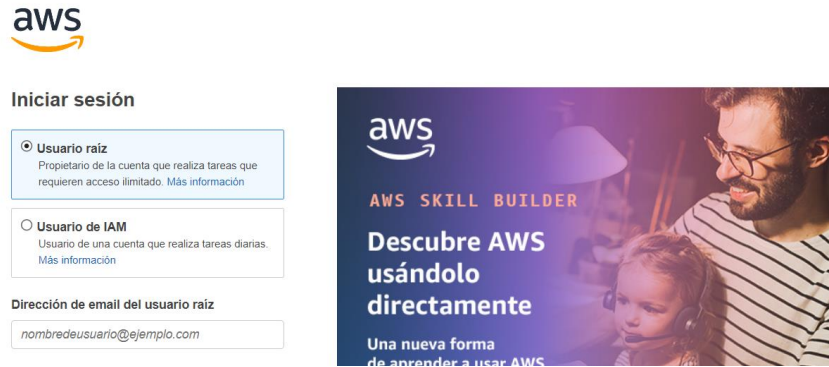 aws
Iniciar sesión
Usuario raíz
Propietario de la cuenta que realiza tareas que
requieren acceso ilimitado. Más información
Usuario de IAM
Usuario de una cuenta que realiza tareas diarias.
Más información
Dirección de email del usuario raíz
nombredeusuario@ejemplo.com
aws
AWS SKILL BUILDER
Descubre AWS
usándolo
directamente
Una nueva forma
de aprender a usar AWS